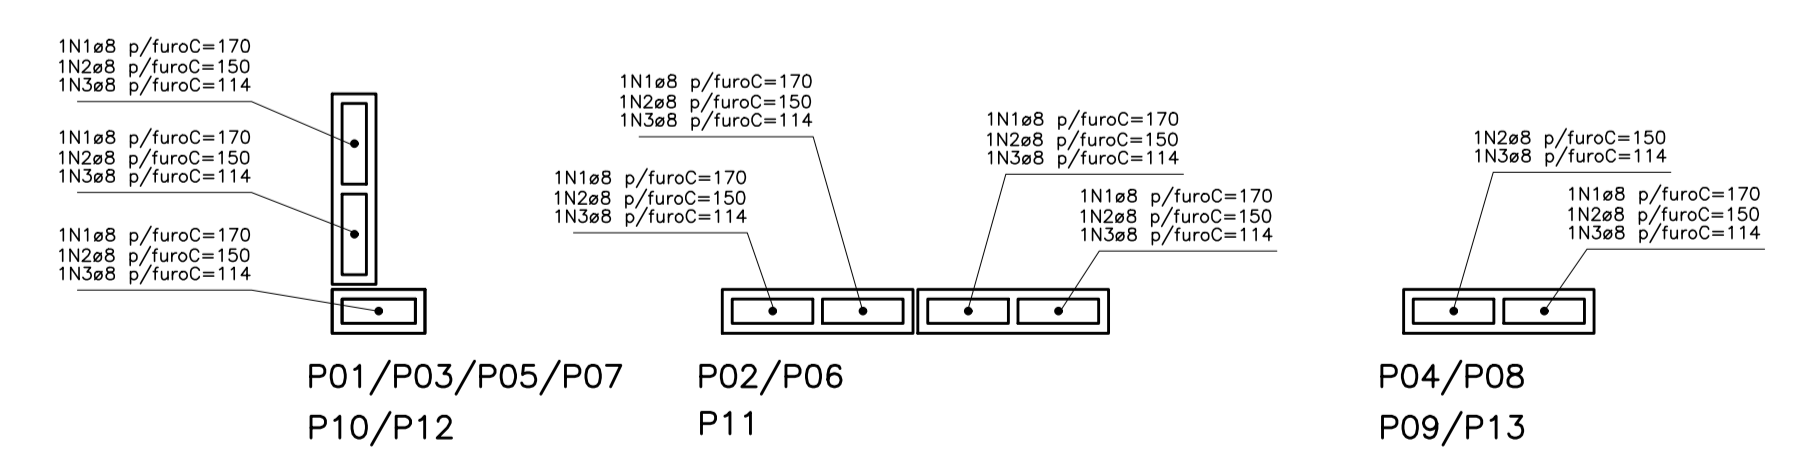 1N1ø8 p/furoC=170
1N2ø8 p/furoC=150
1N3ø8 p/furoC=114
1N1ø8 p/furoC=170
1N2ø8 p/furoC=150
1N3ø8 p/furoC=114
1N1ø8 p/furoC=170
1N2ø8 p/furoC=150
1N3ø8 p/furoC=114
P01/P03/P05/P07
P10/P12
1N1ø8 p/furoC=170
1N2ø8 p/furoC=150
1N3ø8 p/furoC=114
1N1ø8 p/furoC=170
1N2ø8 p/furoC=150
1N3ø8 p/furoC=114
1N1ø8 p/furoC=170
1N2ø8 p/furoC=150
1N3ø8 p/furoC=114
1N1ø8 p/furoC=170
1N2ø8 p/furoC=150
1N3ø8 p/furoC=114
P02/P06
P11
1N2ø8 p/furoC=150
1N3ø8 p/furoC=114
1N1ø8 p/furoC=170
1N2ø8 p/furoC=150
1N3ø8 p/furoC=114
P04/P08
P09/P13